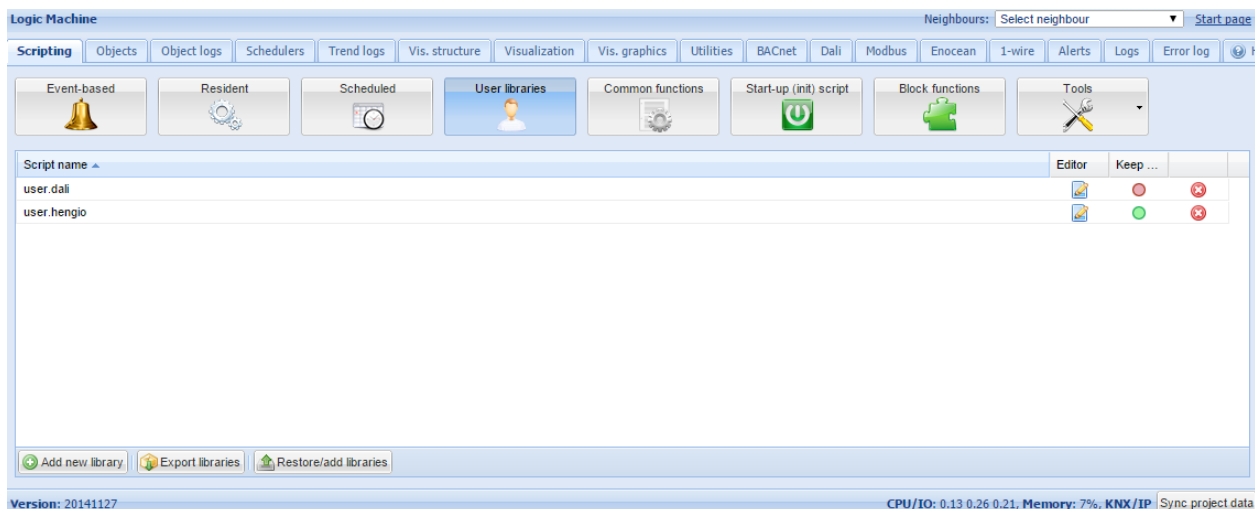 Logic Machine Neighbours: Select neighbour Start page
Scripting Objects Object logs Schedulers Trend logs Vis. structure Visualization Vis. graphics Utilities BACnet Dali Modbus Enocean 1-wire Alerts Logs Error log
Event-based Resident Scheduled User libraries Common functions Start-up (init) script Block functions Tools
Script name Editor Keep ...
user.dali
user.hengio
Add new library Export libraries Restore/add libraries
Version: 20141127 CPU/IO: 0.13 0.26 0.21, Memory: 7%, KNX/IP Sync project data